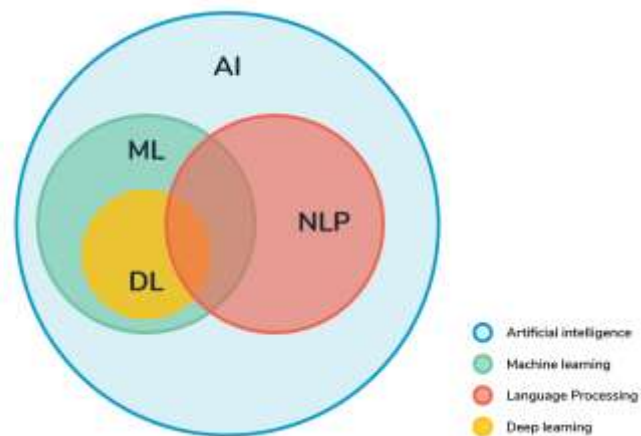 AI
ML
NLP
DL
Artificial intelligence
Machine learning
Language Processing
Deep learning